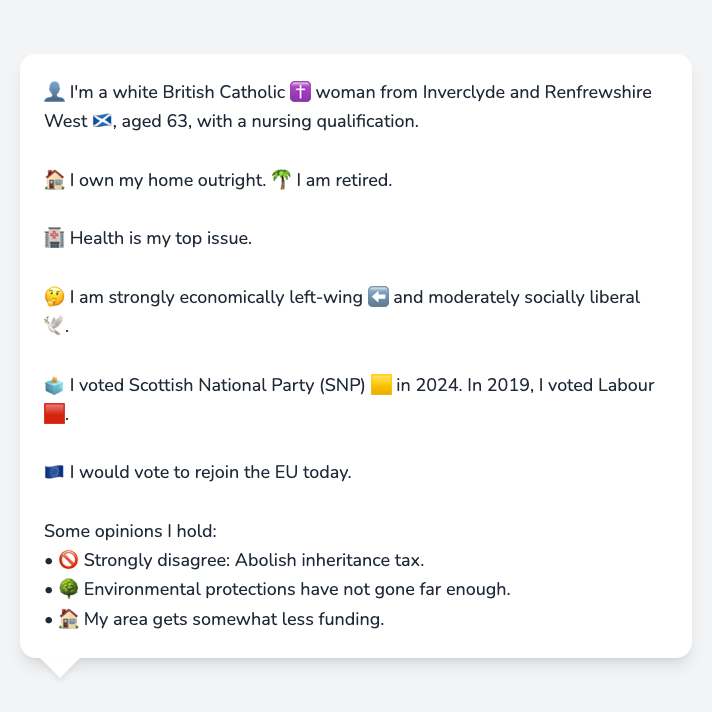 👤 I'm a white British Catholic ✝️ woman from Inverclyde and Renfrewshire
West 🏴󠁧󠁢󠁳󠁣󠁴󠁿, aged 63, with a nursing qualification.
🏠 I own my home outright. 🌴 I am retired.
🏥 Health is my top issue.
🤔 I am strongly economically left-wing ⬅️ and moderately socially liberal
🕊️.
🗳️ I voted Scottish National Party (SNP) 🟨 in 2024. In 2019, I voted Labour
🟥.
🇪🇺 I would vote to rejoin the EU today.
Some opinions I hold:
• 🚫 Strongly disagree: Abolish inheritance tax.
• 🌳 Environmental protections have not gone far enough.
• 🏠 My area gets somewhat less funding.